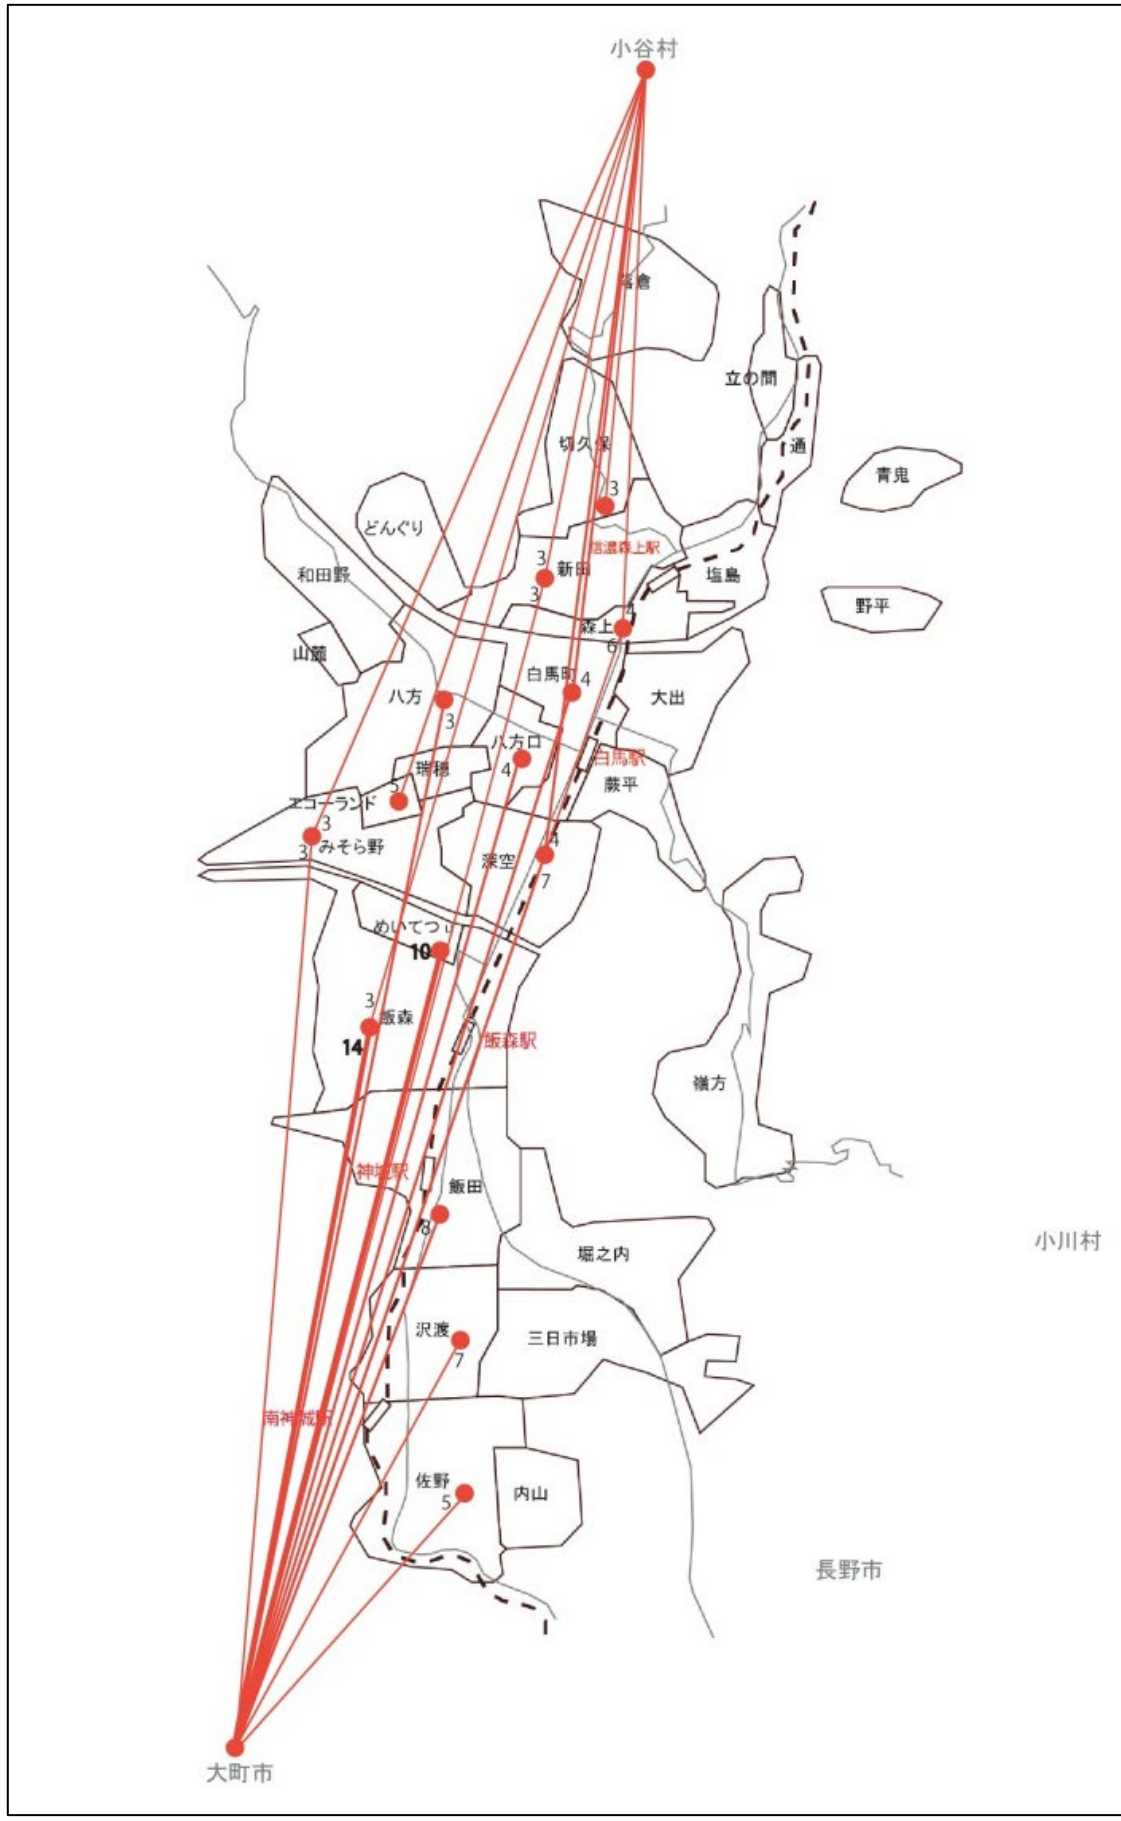 小谷村
落倉
立の間
切久保
通
青鬼
3
どんぐり
信濃森上駅
3
新田
和田野
塩島
3
野平
4
森上
6
山麓
白馬町
4
八方
大出
3
八方口
白馬駅
4
瑞穂
蕨平
5
エコーランド
3
みそら野
3
4
深空
7
めいてつ
10
3
飯森
14
飯森駅
嶺方
神城駅
飯田
8
小川村
堀之内
沢渡
三日市場
7
南神城駅
佐野
5
内山
長野市
大町市